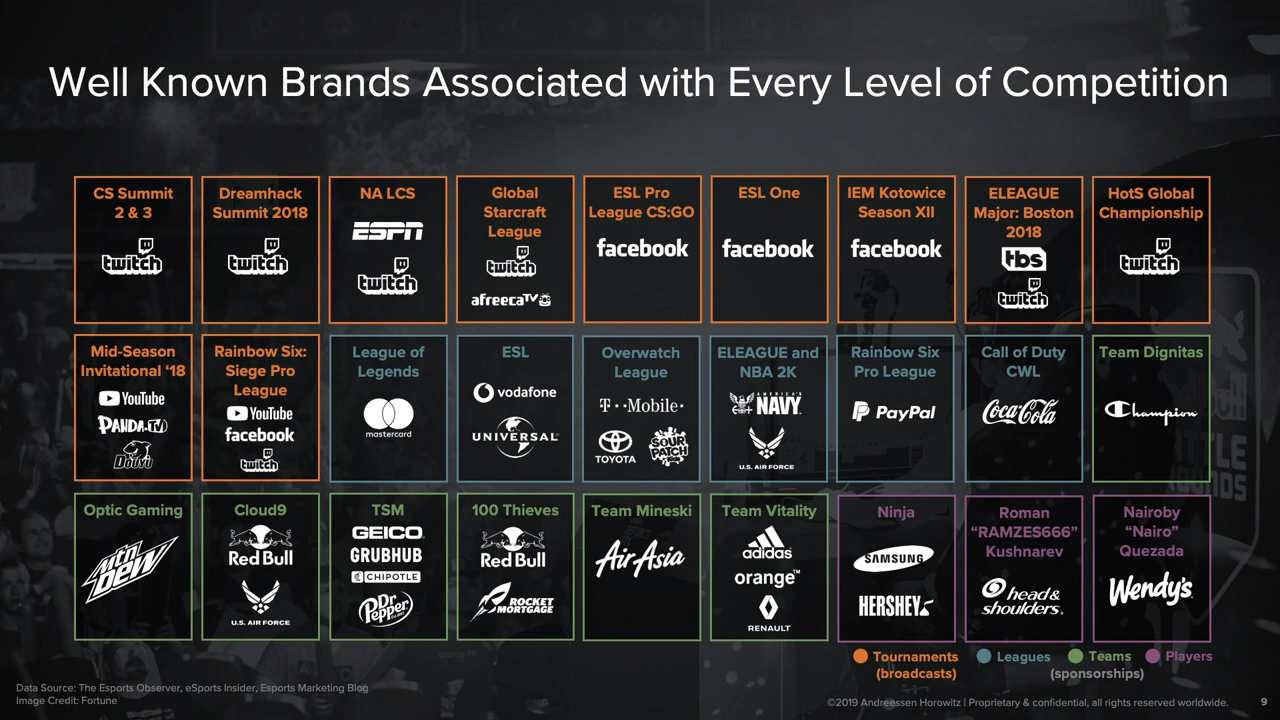 Well Known Brands Associated with Every Level of Competition
CS Summit
2 & 3
twitch
Dreamhack
Summit 2018
twitch
NA LCS
ESPN
twitch
Global
Starcraft
League
twitch
afreecaTV
ESL Pro
League CS:GO
facebook
ESL One
facebook
IEM Kotowice
Season XII
facebook
ELEAGUE
Major: Boston
2018
tbs
twitch
HotS Global
Championship
twitch
Mid-Season
Invitational ‘18
YouTube
PANDA.TV
DOUYU
Rainbow Six:
Siege Pro
League
YouTube
facebook
twitch
League of
Legends
mastercard
ESL
vodafone
UNIVERSAL
Overwatch
League
T··Mobile·
TOYOTA
SOUR
PATCH
KIDS
ELEAGUE and
NBA 2K
AMERICA'S
NAVY
U.S. AIR FORCE
Rainbow Six
Pro League
PayPal
Call of Duty
CWL
Coca-Cola
Team Dignitas
Champion
Optic Gaming
mtn
DEW
Cloud9
Red Bull
U.S. AIR FORCE
TSM
GEICO
GRUBHUB
CHIPOTLE
Dr
Pepper
100 Thieves
Red Bull
ROCKET
MORTGAGE
Team Mineski
AirAsia
Team Vitality
adidas
orange™
RENAULT
Ninja
SAMSUNG
HERSHEY'S
Roman
“RAMZES666”
Kushnarev
head &
shoulders
Nairoby
“Nairo”
Quezada
Wendy's
Tournaments
(broadcasts)
Leagues
Teams
Players
(sponsorships)
Data Source: The Esports Observer, eSports Insider, Esports Marketing Blog
Image Credit: Fortune
©2019 Andreessen Horowitz | Proprietary & confidential, all rights reserved worldwide.
9